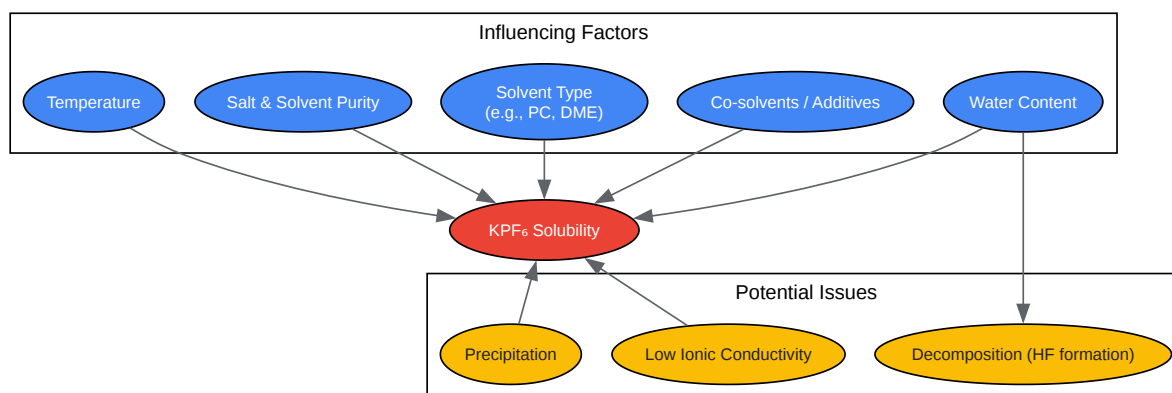 Influencing Factors
Temperature
Salt & Solvent Purity
Solvent Type
(e.g., PC, DME)
Co-solvents / Additives
Water Content
KPF₆ Solubility
Potential Issues
Precipitation
Low Ionic Conductivity
Decomposition (HF formation)